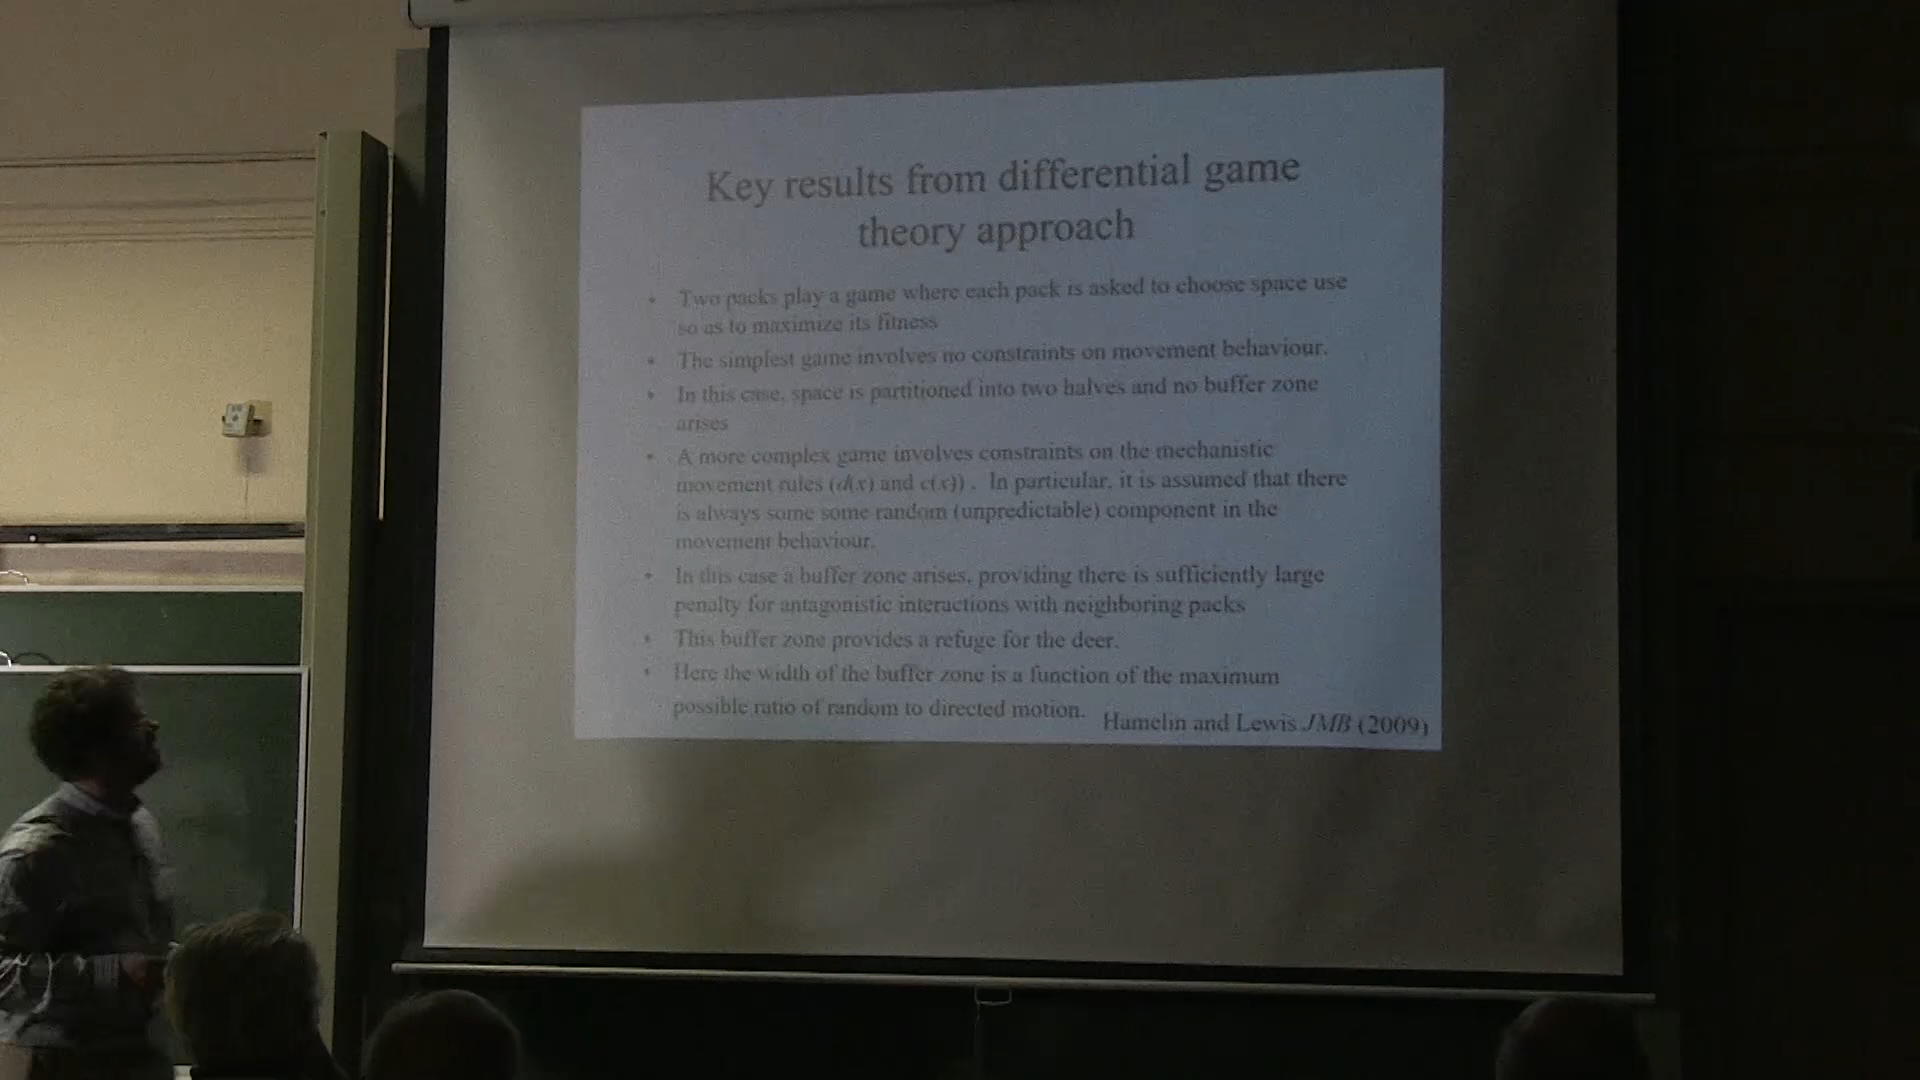 Key results from differential game
theory approach
• Two packs play a game where each pack is asked to choose space use
so as to maximize its fitness
• The simplest game involves no constraints on movement behaviour.
• In this case, space is partitioned into two halves and no buffer zone
arises
• A more complex game involves constraints on the mechanistic
movement rules (d(x) and c(x)) . In particular, it is assumed that there
is always some some random (unpredictable) component in the
movement behaviour.
• In this case a buffer zone arises, providing there is sufficiently large
penalty for antagonistic interactions with neighboring packs
• This buffer zone provides a refuge for the deer.
• Here the width of the buffer zone is a function of the maximum
possible ratio of random to directed motion.
Hamelin and Lewis JMB (2009)